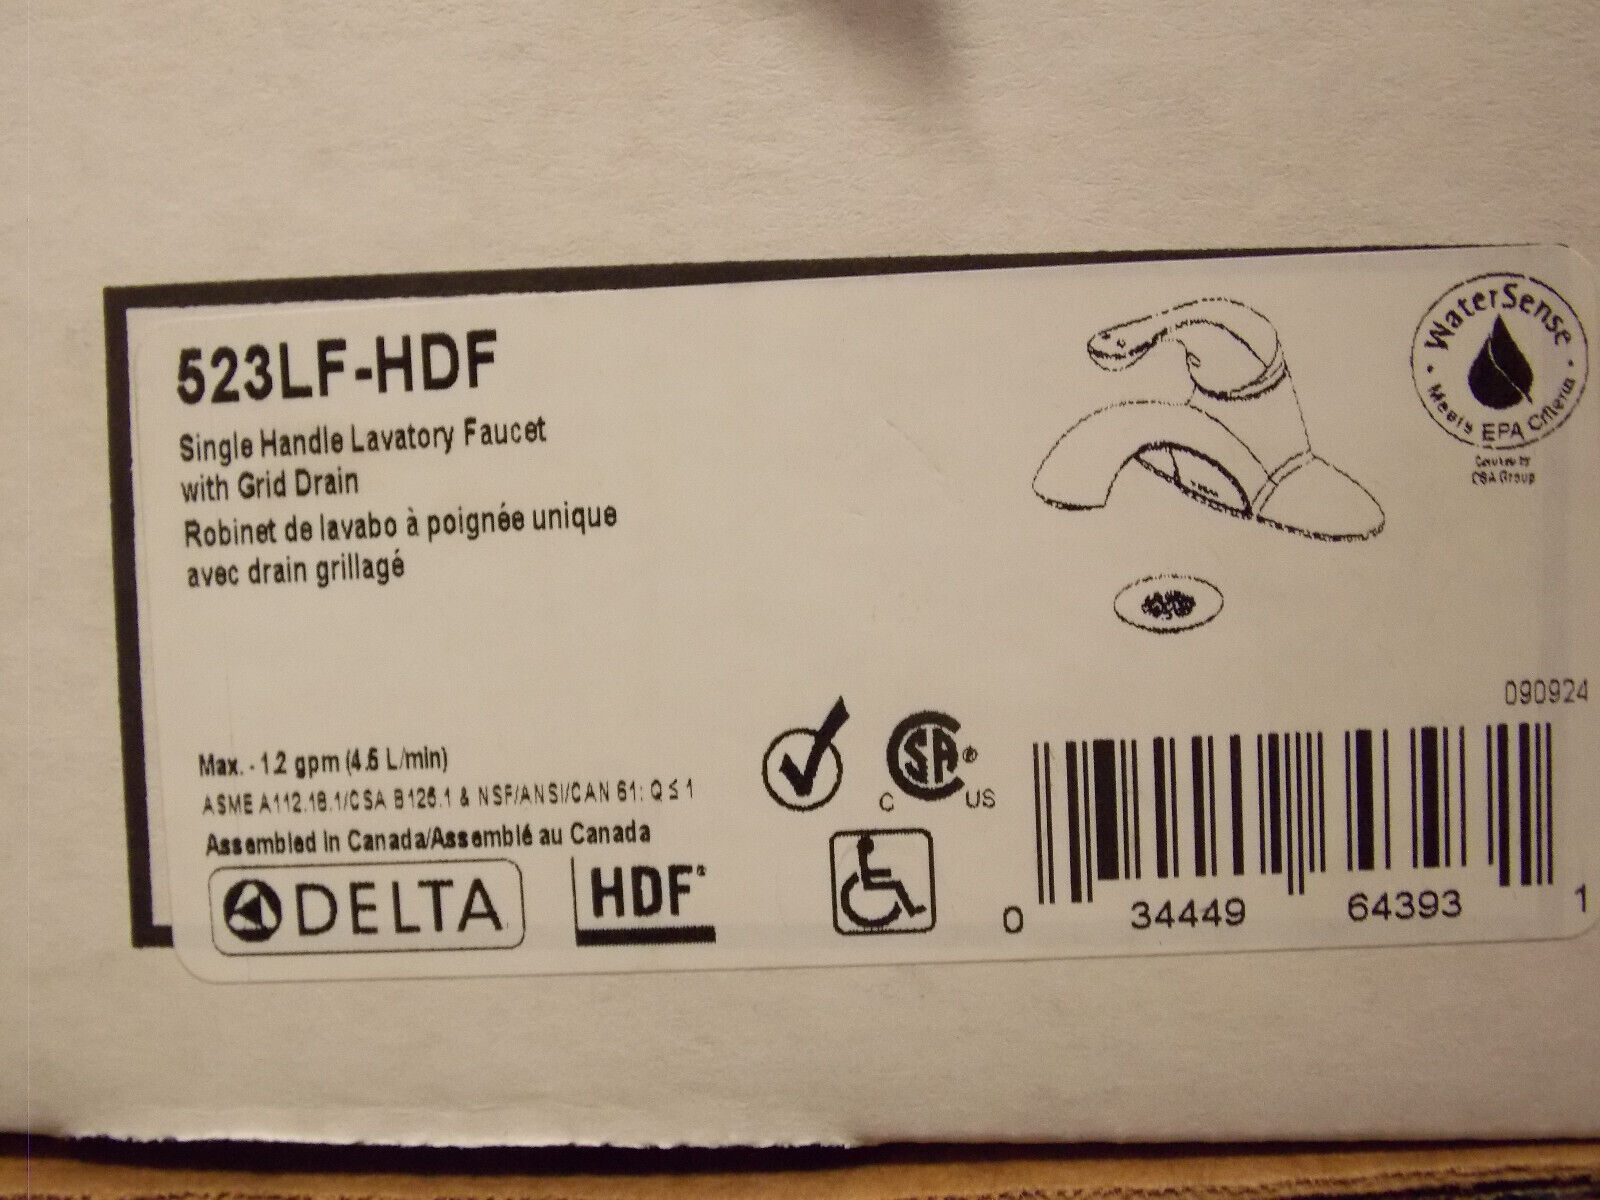 523LF-HDF
Single Handle Lavatory Faucet
with Grid Drain
Robinet de lavabo à poignée unique
avec drain grillagé
WaterSense
Meets EPA Criteria
Certified by
CSA Group
090924
Max. - 1.2 gpm (4.5 L/min)
ASME A112.18.1/CSA B125.1 & NSF/ANSI/CAN 61: Q ≤ 1
Assembled in Canada/Assemblé au Canada
DELTA
HDF®
CSA®
C US
0 34449 64393 1